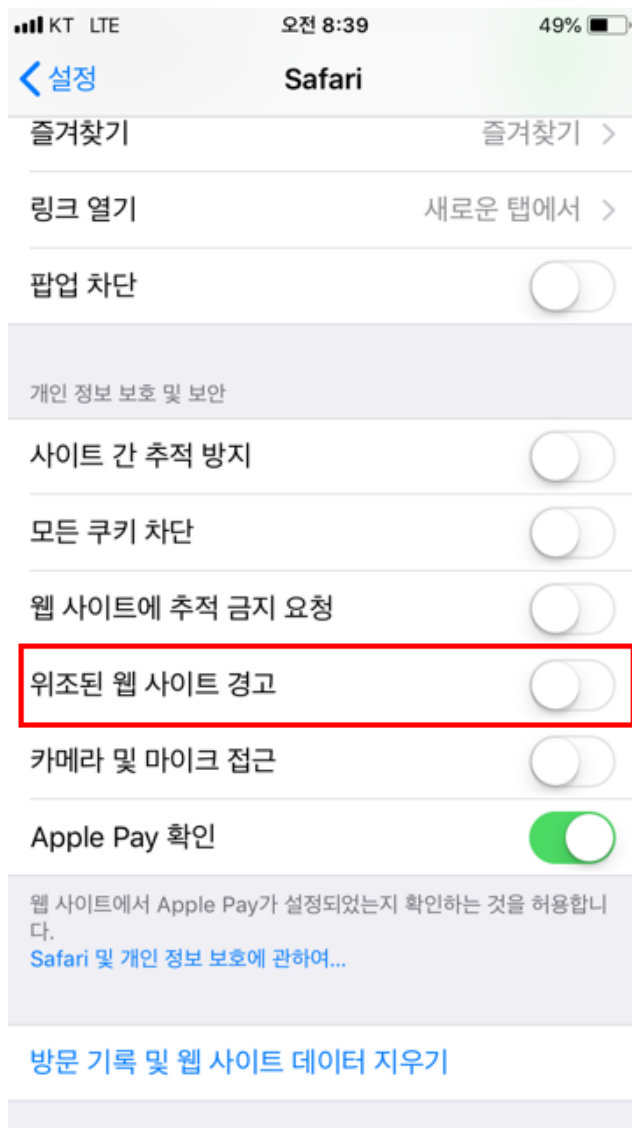 KT LTE 오전 8:39 49%
설정 Safari
즐겨찾기 즐겨찾기
링크 열기 새로운 탭에서
팝업 차단
개인 정보 보호 및 보안
사이트 간 추적 방지
모든 쿠키 차단
웹 사이트에 추적 금지 요청
위조된 웹 사이트 경고
카메라 및 마이크 접근
Apple Pay 확인
웹 사이트에서 Apple Pay가 설정되었는지 확인하는 것을 허용합니
다.
Safari 및 개인 정보 보호에 관하여...
방문 기록 및 웹 사이트 데이터 지우기